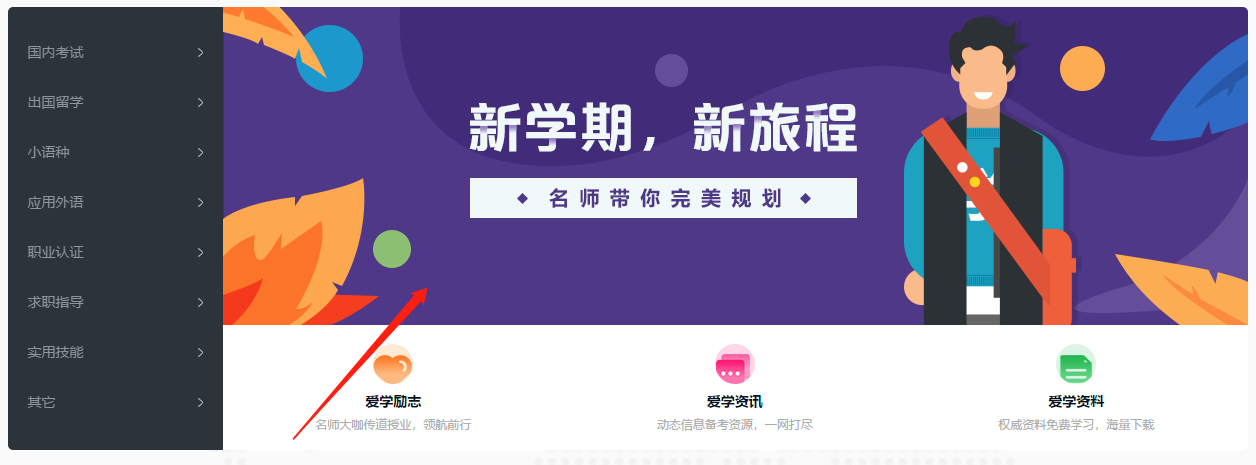 国内考试
出国留学
小语种
应用外语
职业认证
求职指导
实用技能
其它
新学期，新旅程
名师带你完美规划
爱学励志
名师大咖传道授业，领航前行
爱学资讯
动态信息备考资源，一网打尽
爱学资料
权威资料免费学习，海量下载